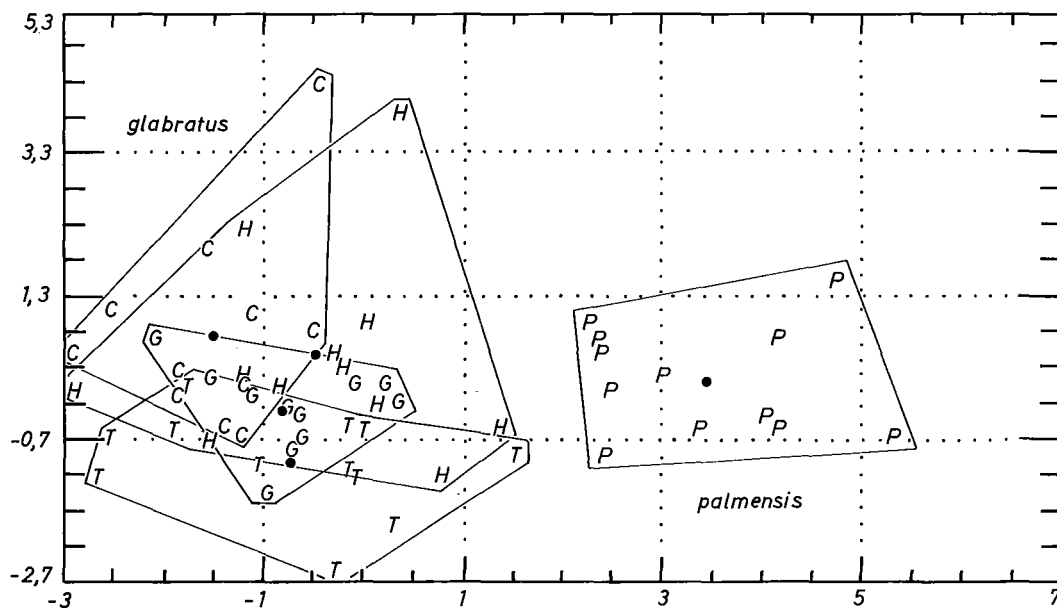 5,3
C
H
glabratus
3,3
H
C
P
1,3
C
C
H P
C
G P P
C H P
H
C G H P
T C H G G
H C G P
G H G
G P
T C T T H P P
-0,7 T H C G P
G T P
T T T H
T
G
palmensis
T
T
-2,7
-3 -1 1 3 5 7